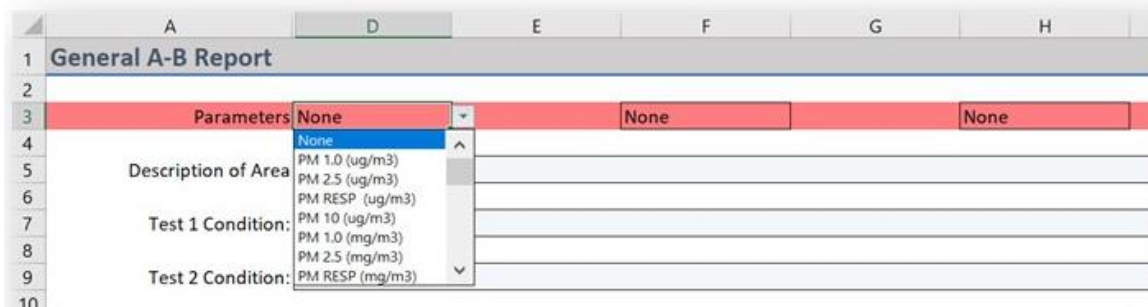 A D E F G H
1 General A-B Report
2
3 Parameters None None None
4 None
PM 1.0 (ug/m3)
5 Description of Area PM 2.5 (ug/m3)
6 PM RESP  (ug/m3)
7 Test 1 Condition: PM 10 (ug/m3)
PM 1.0 (mg/m3)
8 PM 2.5 (mg/m3)
9 Test 2 Condition: PM RESP (mg/m3)
10